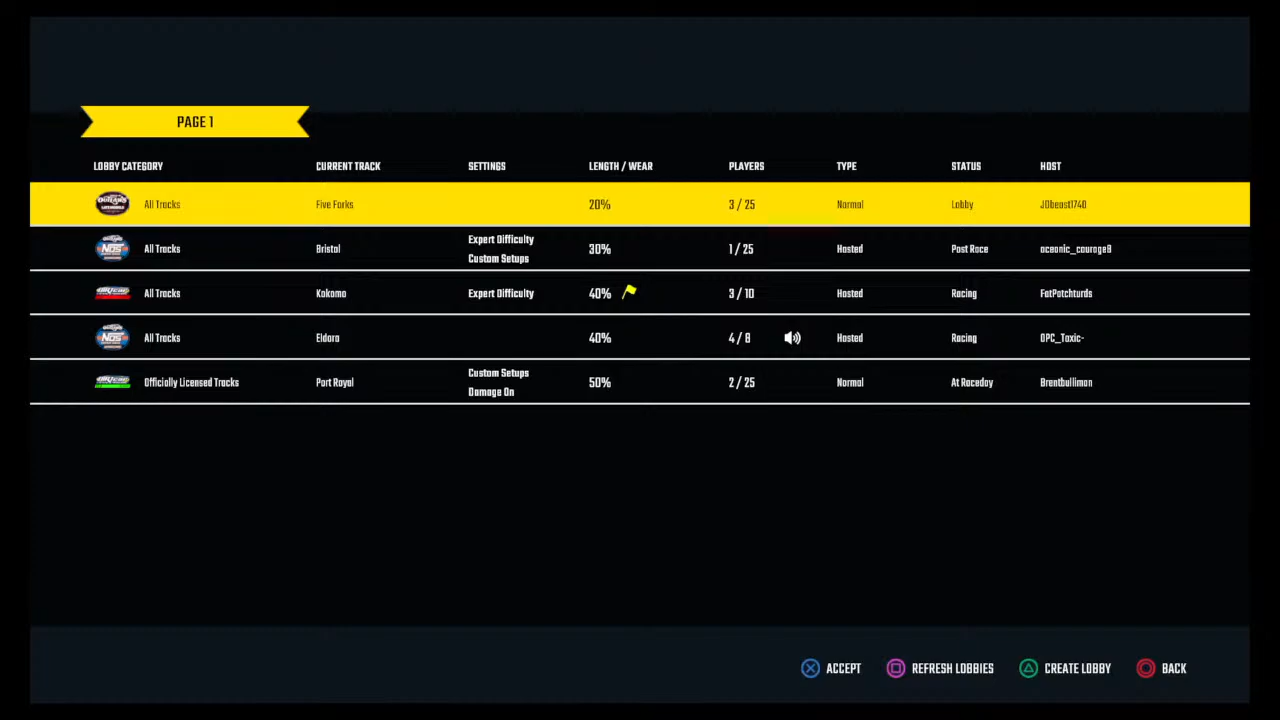 PAGE 1
LOBBY CATEGORY CURRENT TRACK SETTINGS LENGTH / WEAR PLAYERS TYPE STATUS HOST
OUTLAWS All Tracks Five Forks 20% 3 / 25 Normal Lobby J0beast1740
NOS All Tracks Bristol Expert Difficulty Custom Setups 30% 1 / 25 Hosted Post Race oceanic_courage8
All Tracks Kokomo Expert Difficulty 40% 3 / 10 Hosted Racing FatPatchturds
NOS All Tracks Eldora 40% 4 / 8 Hosted Racing OPC_Toxic-
Officially Licensed Tracks Port Royal Custom Setups Damage On 50% 2 / 25 Normal At Raceday Brentbullimon
ACCEPT REFRESH LOBBIES CREATE LOBBY BACK